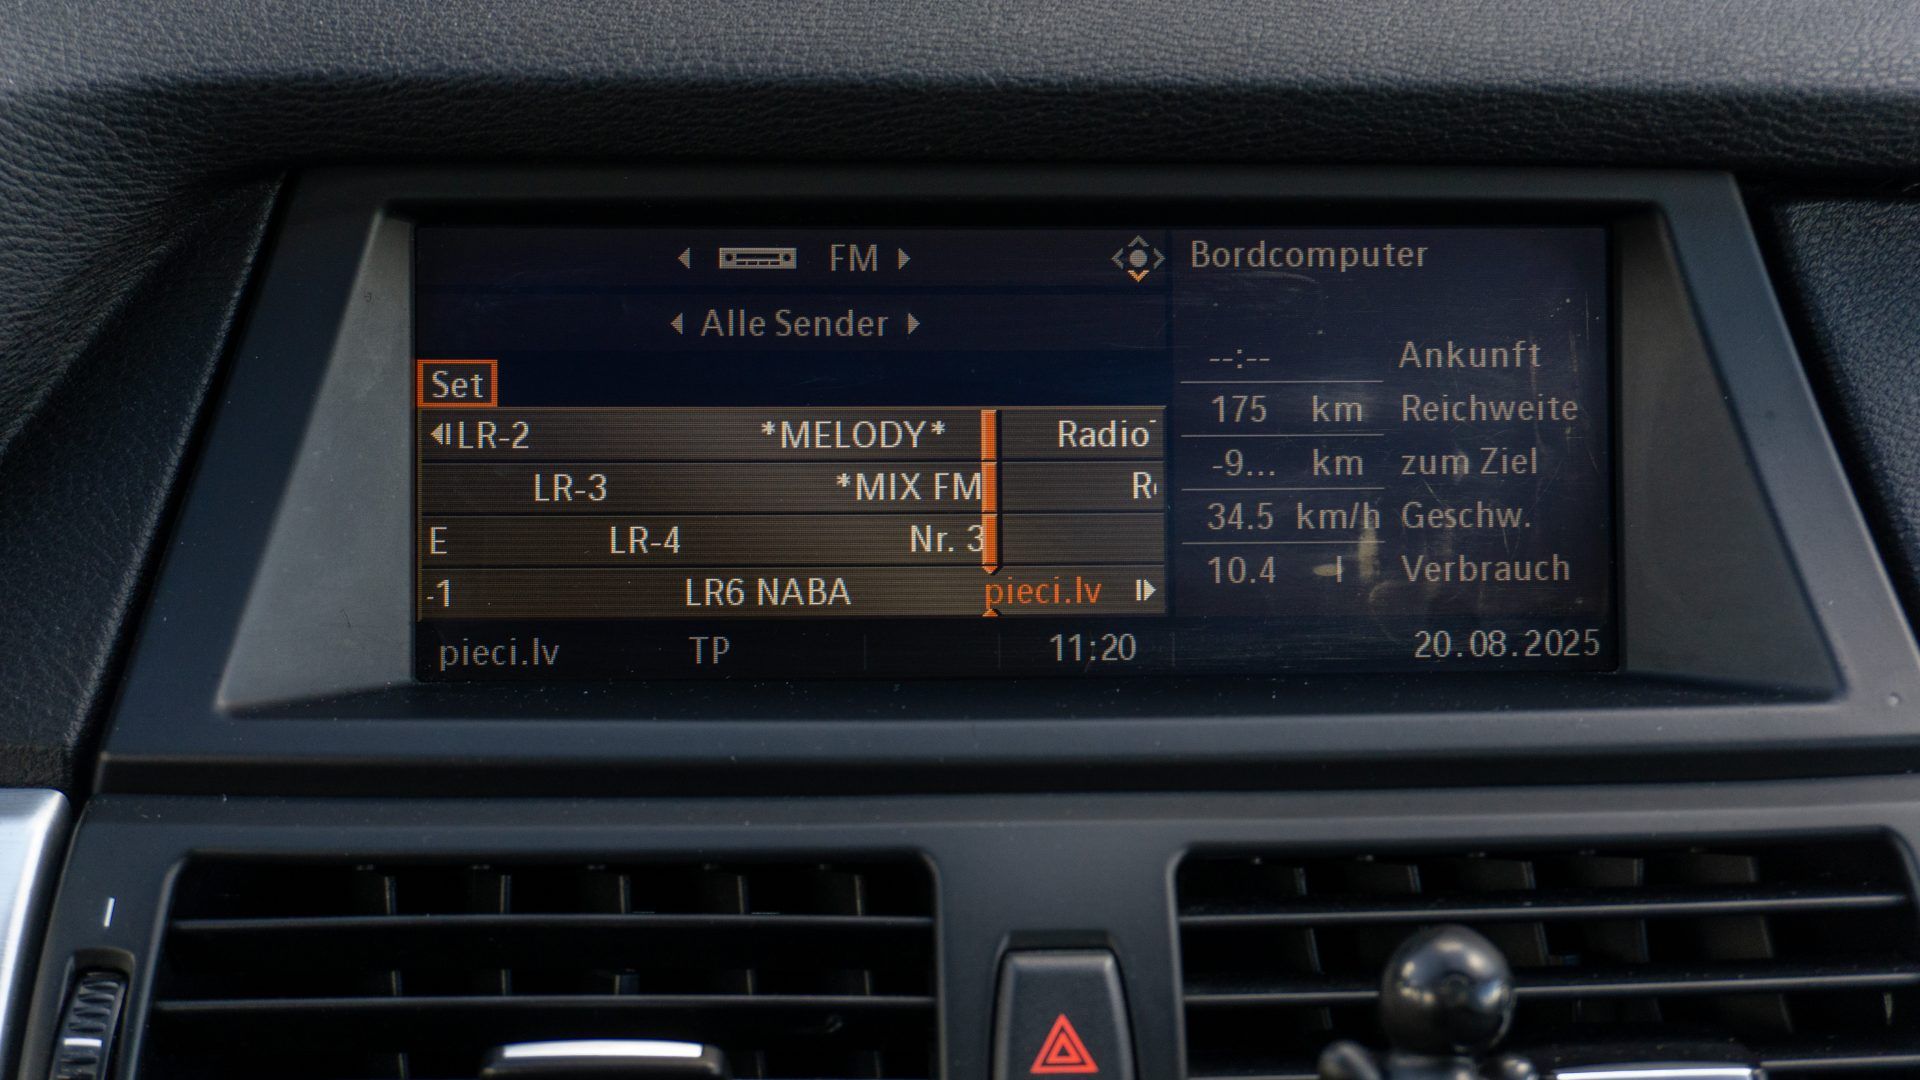 FM
Alle Sender
Set
LR-2 *MELODY*
LR-3 *MIX FM
E LR-4 Nr. 3
-1 LR6 NABA pieci.lv
pieci.lv TP 11:20
Bordcomputer
--:-- Ankunft
175 km Reichweite
-9... km zum Ziel
34.5 km/h Geschw.
10.4 l Verbrauch
20.08.2025